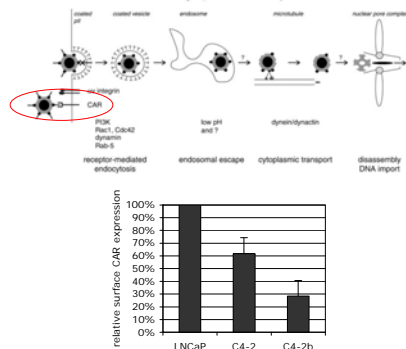 coated pit
coated vesicle
endosome
microtubule
nuclear pore complex
?
?
αv integrin
CAR
PI3K
Rac1, Cdc42
dynamin
Rab-5
low pH
and ?
dynein/dynactin
receptor-mediated
endocytosis
endosomal escape
cytoplasmic transport
disassembly
DNA import
relative surface CAR expression
100%
90%
80%
70%
60%
50%
40%
30%
20%
10%
0%
LNCaP
C4-2
C4-2b